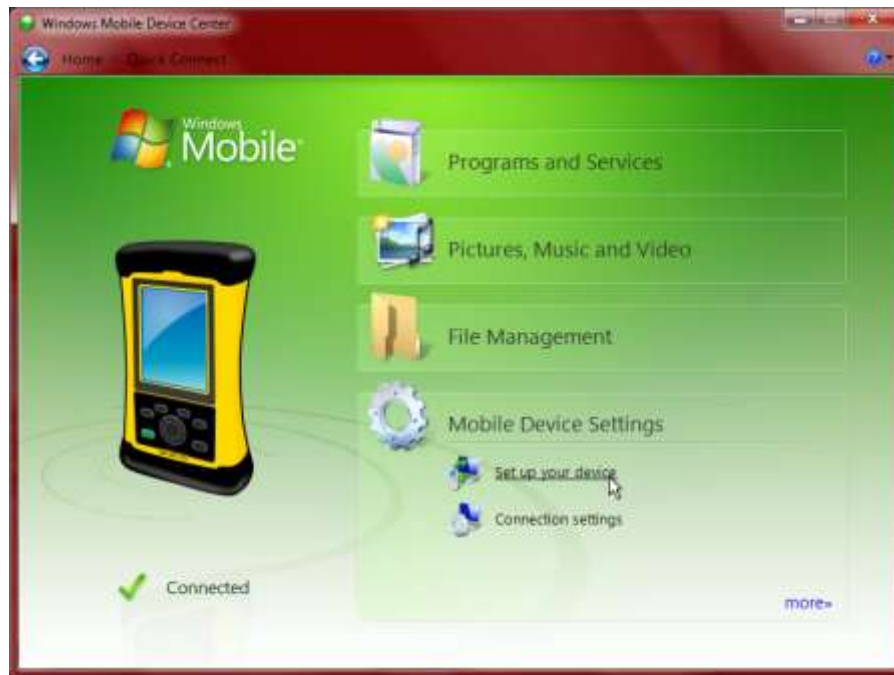 Windows Mobile Device Center
Home Quick Connect
Windows
Mobile
Programs and Services
Pictures, Music and Video
File Management
Mobile Device Settings
Set up your device
Connection settings
Connected
more»